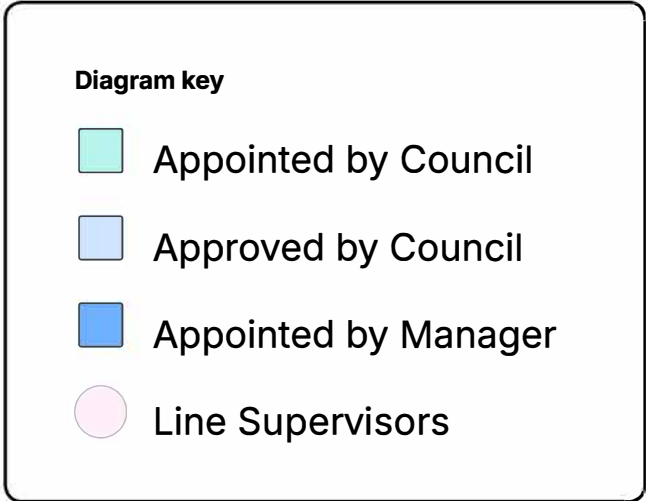 Diagram key
Appointed by Council
Approved by Council
Appointed by Manager
Line Supervisors